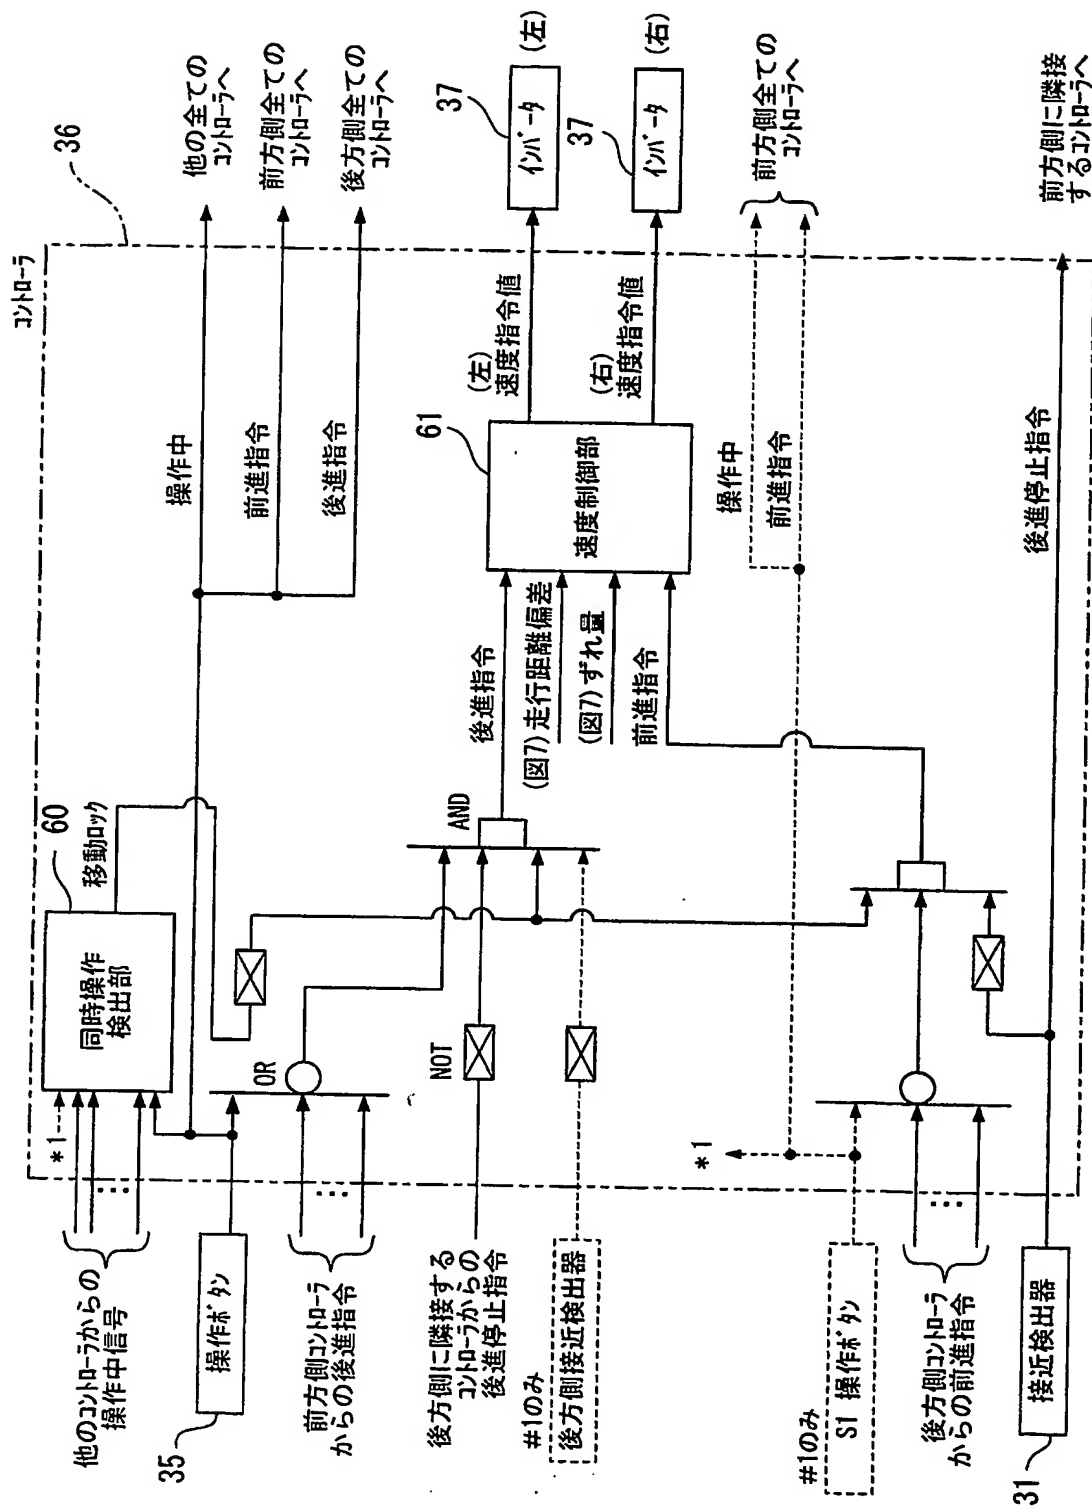 コントローラ
36
他のコントローラからの
操作中信号
*1
60
同時操作
検出部
移動ロック
操作中
他の全ての
コントローラへ
35
操作ボタン
OR
前進指令
前方側全ての
コントローラへ
前方側コントローラ
からの後進指令
後進指令
後方側全ての
コントローラへ
後方側に隣接する
コントローラからの
後進停止指令
NOT
AND
後進指令
(図7)走行距離偏差
(図7)ずれ量
前進指令
61
速度制御部
(左)
速度指令値
37
インバータ
(左)
(右)
速度指令値
37
インバータ
(右)
#1のみ
後方側接近検出器
*1
操作中
前進指令
前方側全ての
コントローラへ
#1のみ
S1 操作ボタン
後方側コントローラ
からの前進指令
31
接近検出器
後進停止指令
前方側に隣接
するコントローラへ